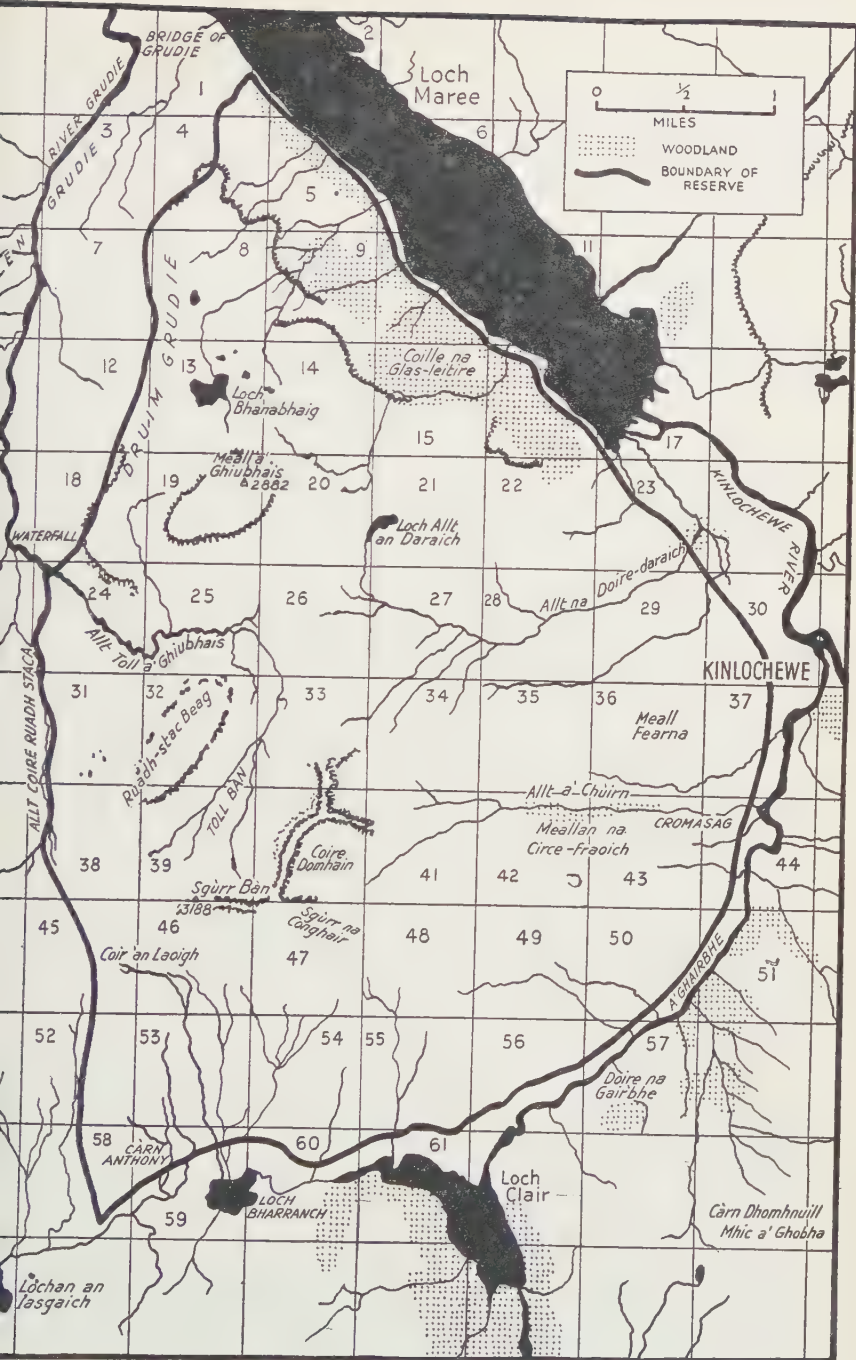 BRIDGE OF
GRUDIE
2
Loch
Maree
0 ½ 1
MILES
WOODLAND
BOUNDARY OF
RESERVE
1
RIVER GRUDIE
3
4
6
GRUDIE
5
7
8
9
11
LEN
DRUIM GRUDIE
12
13
14
Coille na
Glas-leitire
Loch
Bhanabhaig
15
17
KINLOCHEWE RIVER
18
19
Meall a'
Ghiubhais
2882
20
21
22
23
WATERFALL
Loch Allt
an Daraich
24
25
26
27
28
Allt na Doire-daraich
29
30
Allt Toll a' Ghiubhais
KINLOCHEWE
ALLT COIRE RUADH STACA
31
32
33
34
35
36
37
Ruadh-stac Beag
Meall
Fearna
TOLL BAN
Allt-a'-Chuirn
Meallan na
Circe-Fraoich
CROMASAG
38
39
Coire
Domhain
41
42
43
44
Sgùrr Bàn
3188
Sgùrr na
Conghair
45
46
47
48
49
50
51
Coir an Laoigh
A'GHAIRBHE
52
53
54
55
56
57
Doire na
Gairbhe
58
CÀRN
ANTHONY
60
61
Loch
Clair
LOCH
BHARRANCH
59
Càrn Dhomhnuill
Mhic a' Ghobha
Lochan an
Iasgaich